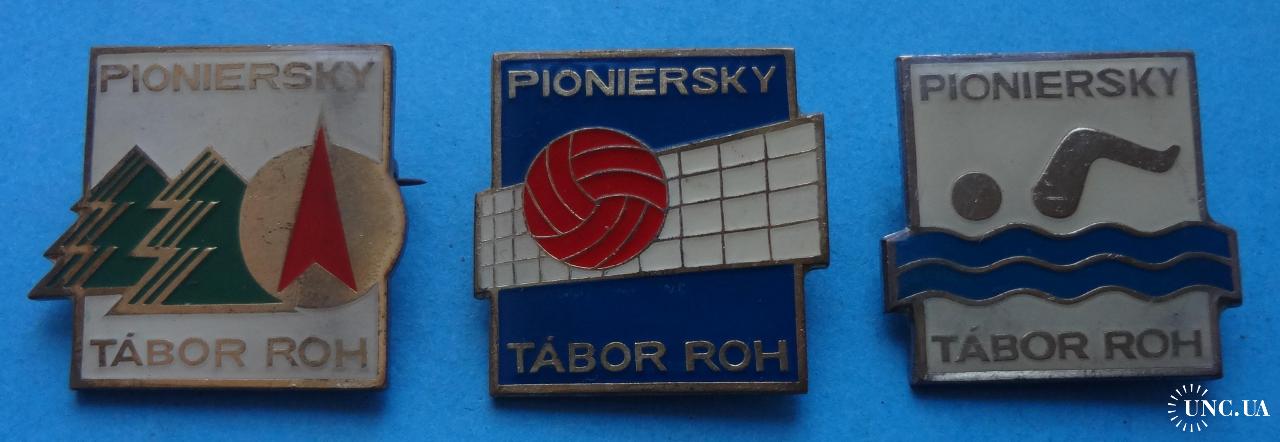 PIONIERSKY
TÁBOR ROH
PIONIERSKY
TÁBOR ROH
PIONIERSKY
TÁBOR ROH
UNC.UA